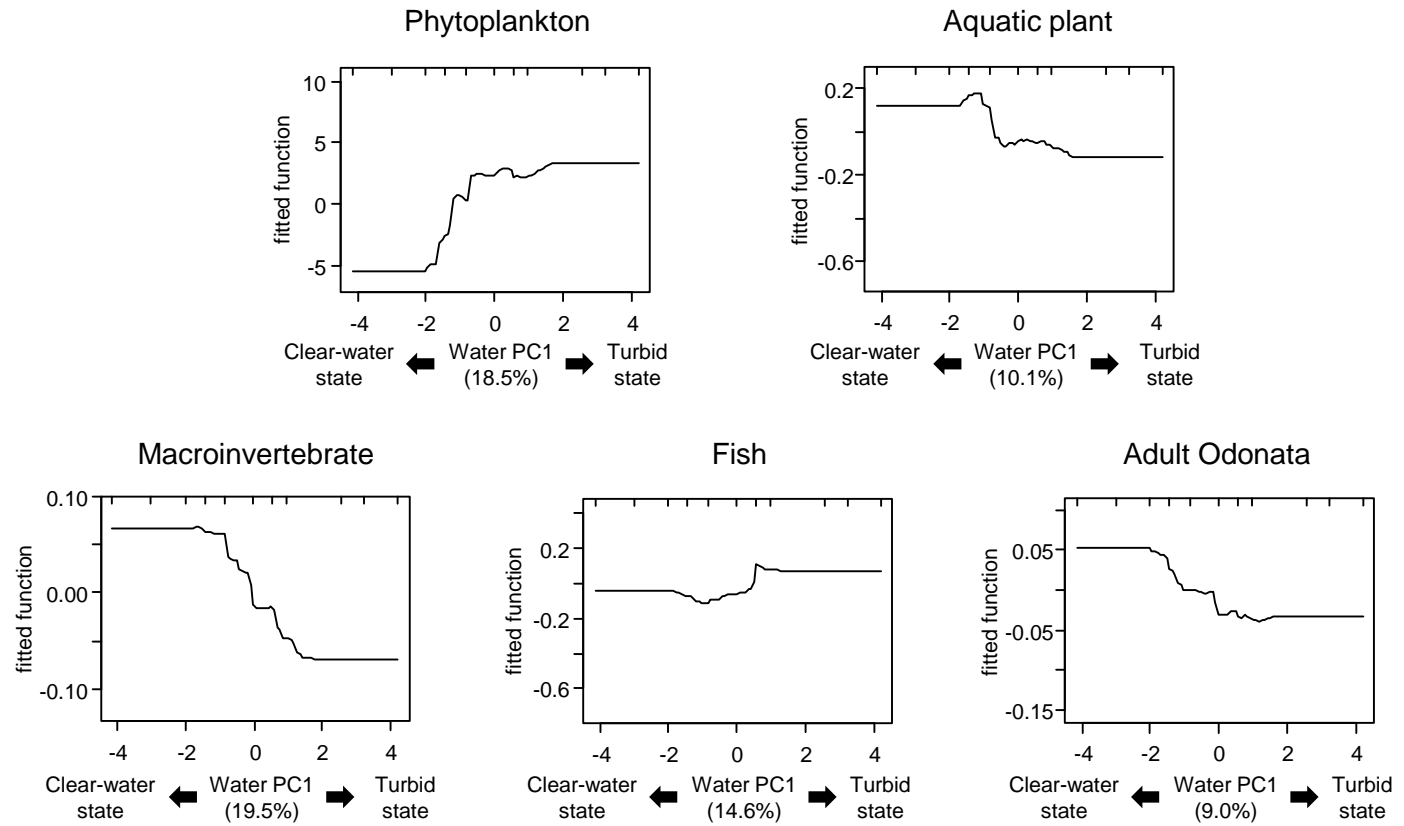 Phytoplankton
10
5
0
-5
fitted function
-4 -2 0 2 4
Clear-water state
Water PC1
(18.5%)
Turbid state
Aquatic plant
0.2
-0.2
-0.6
fitted function
-4 -2 0 2 4
Clear-water state
Water PC1
(10.1%)
Turbid state
Macroinvertebrate
0.10
0.00
-0.10
fitted function
-4 -2 0 2 4
Clear-water state
Water PC1
(19.5%)
Turbid state
Fish
0.2
-0.2
-0.6
fitted function
-4 -2 0 2 4
Clear-water state
Water PC1
(14.6%)
Turbid state
Adult Odonata
0.05
-0.05
-0.15
fitted function
-4 -2 0 2 4
Clear-water state
Water PC1
(9.0%)
Turbid state